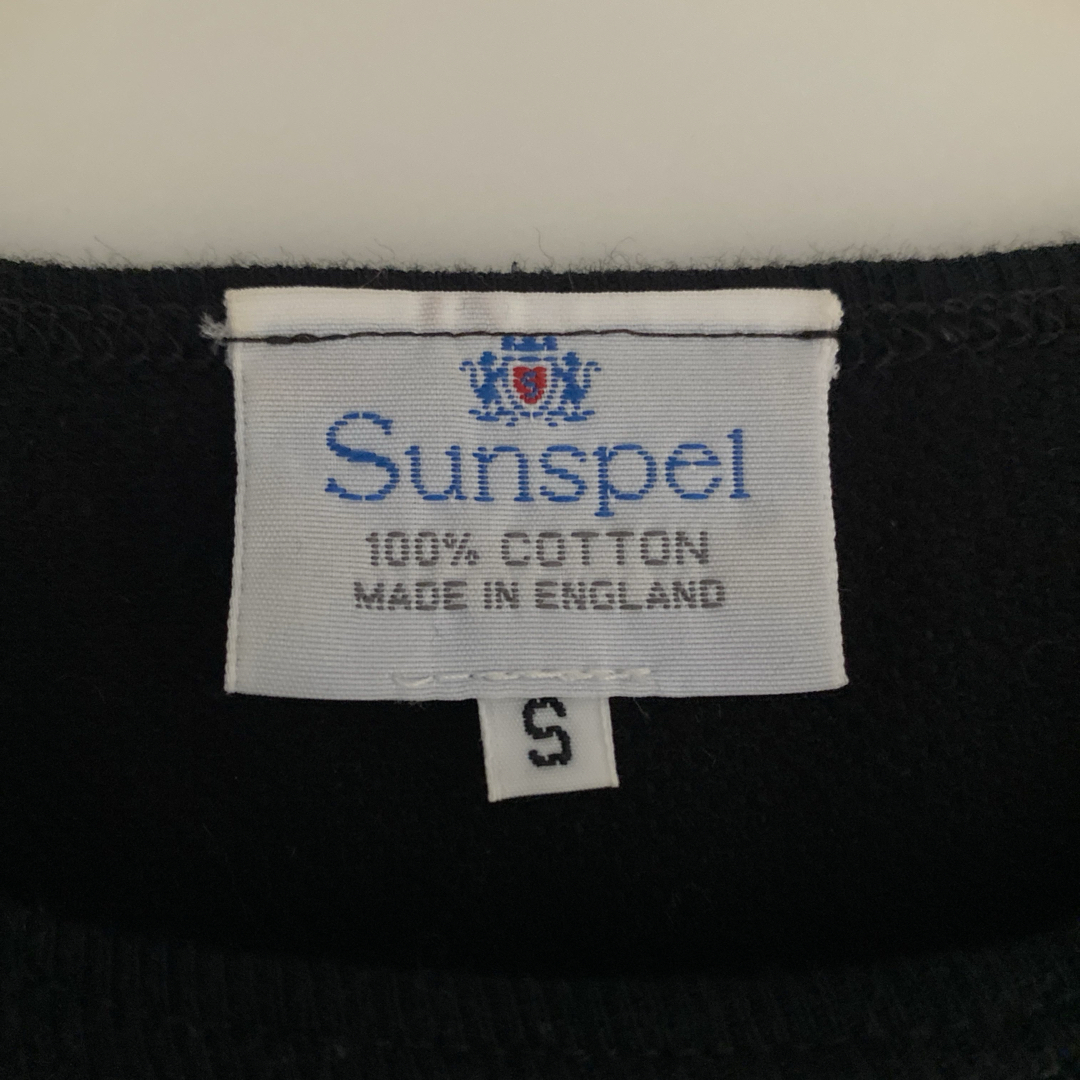 S
Sunspel
100% COTTON
MADE IN ENGLAND
S